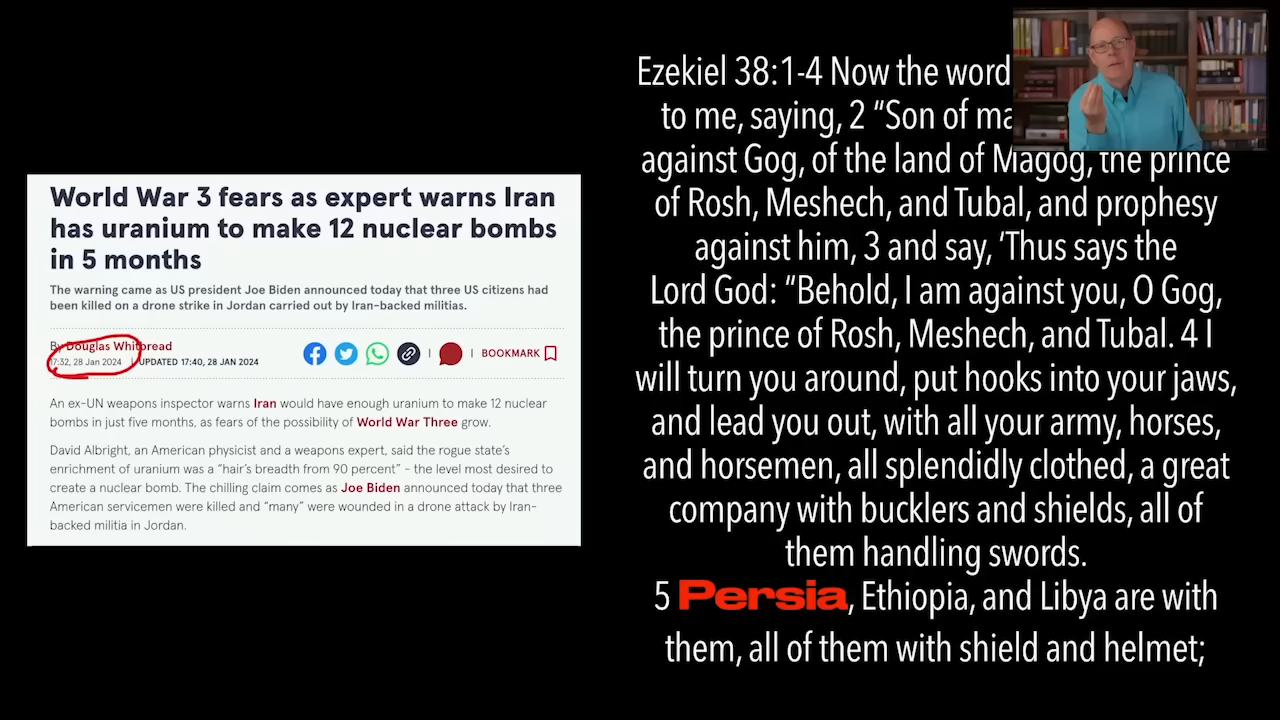 World War 3 fears as expert warns Iran
has uranium to make 12 nuclear bombs
in 5 months
The warning came as US president Joe Biden announced today that three US citizens had
been killed on a drone strike in Jordan carried out by Iran-backed militias.
By Douglas Whitbread
17:32, 28 Jan 2024 | UPDATED 17:40, 28 JAN 2024
| | BOOKMARK
An ex-UN weapons inspector warns Iran would have enough uranium to make 12 nuclear
bombs in just five months, as fears of the possibility of World War Three grow.
David Albright, an American physicist and a weapons expert, said the rogue state's
enrichment of uranium was a “hair's breadth from 90 percent” - the level most desired to
create a nuclear bomb. The chilling claim comes as Joe Biden announced today that three
American servicemen were killed and “many” were wounded in a drone attack by Iran-
backed militia in Jordan.
Ezekiel 38:1-4 Now the word
to me, saying, 2 “Son of ma
against Gog, of the land of Magog, the prince
of Rosh, Meshech, and Tubal, and prophesy
against him, 3 and say, ‘Thus says the
Lord God: “Behold, I am against you, O Gog,
the prince of Rosh, Meshech, and Tubal. 4 I
will turn you around, put hooks into your jaws,
and lead you out, with all your army, horses,
and horsemen, all splendidly clothed, a great
company with bucklers and shields, all of
them handling swords.
5 Persia, Ethiopia, and Libya are with
them, all of them with shield and helmet;